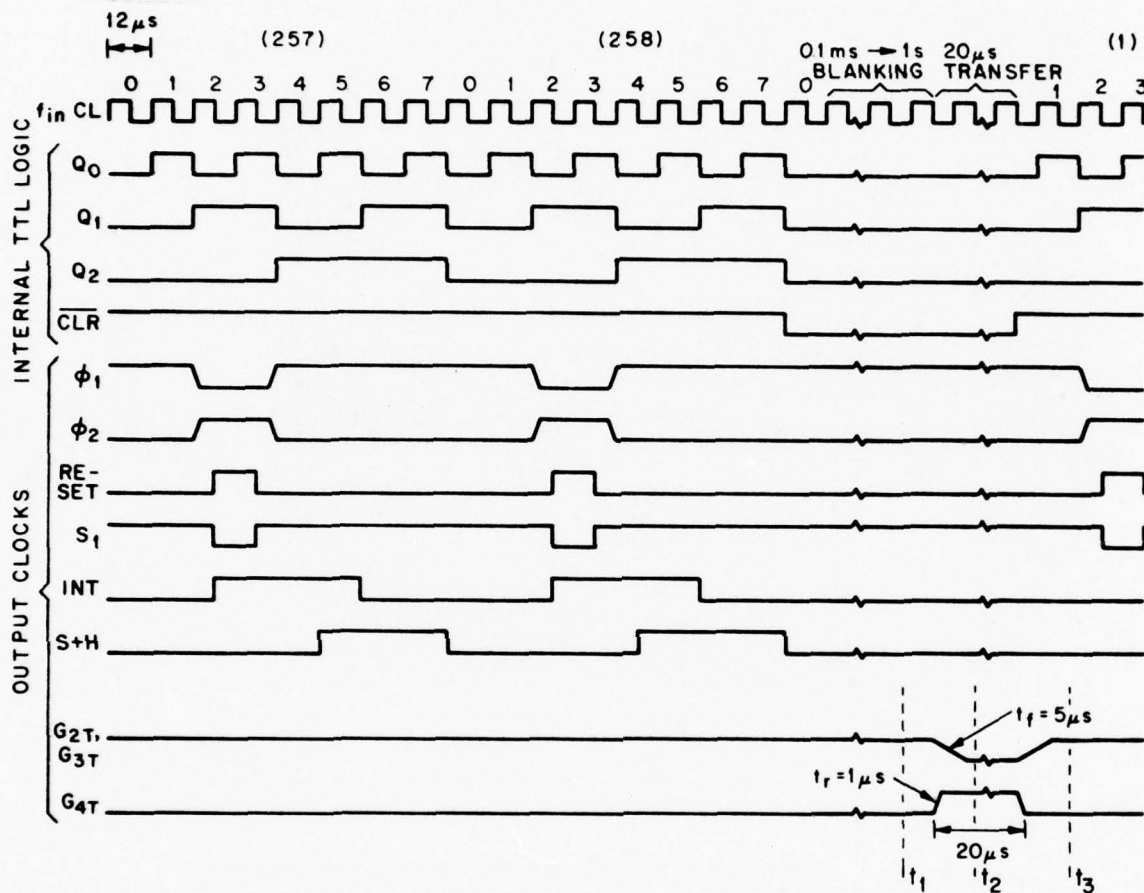 12μs
(257) (258) (1)
0.1ms → 1s 20μs
BLANKING TRANSFER
0 1 2 3 4 5 6 7 0 1 2 3 4 5 6 7 0 1 2 3
fin CL
INTERNAL TTL LOGIC
Q0
Q1
Q2
CLR
OUTPUT CLOCKS
ϕ1
ϕ2
RE-
SET
St
INT
S+H
G2T,
G3T
tf = 5μs
tr = 1μs
G4T
20μs
t1 t2 t3